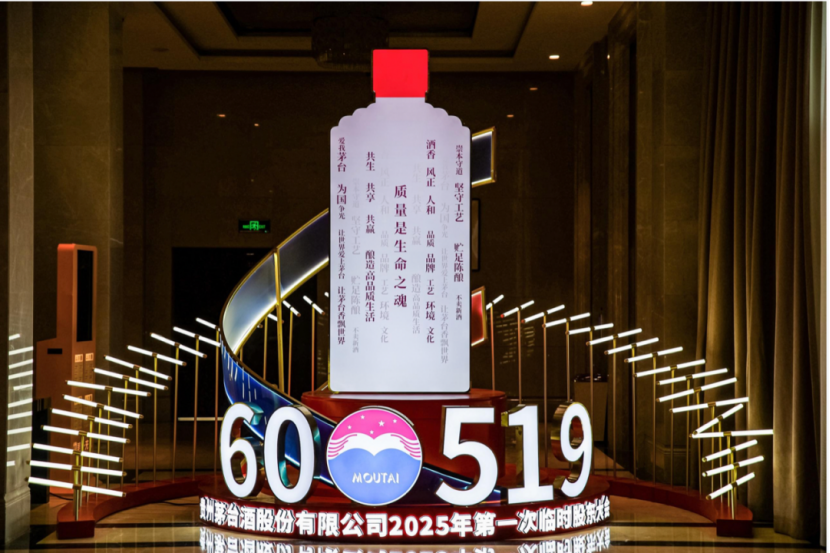 崇本守道 坚守工艺 贮足陈酿 不卖新酒
酒香 风正 人和 品质 品牌 工艺 环境 文化
质量是生命之魂
共生 共享 共赢 酿造高品质生活
爱我茅台 为国争光 让世界爱上茅台 让茅台香飘世界
60 519
MOUTAI
贵州茅台酒股份有限公司2025年第一次临时股东大会